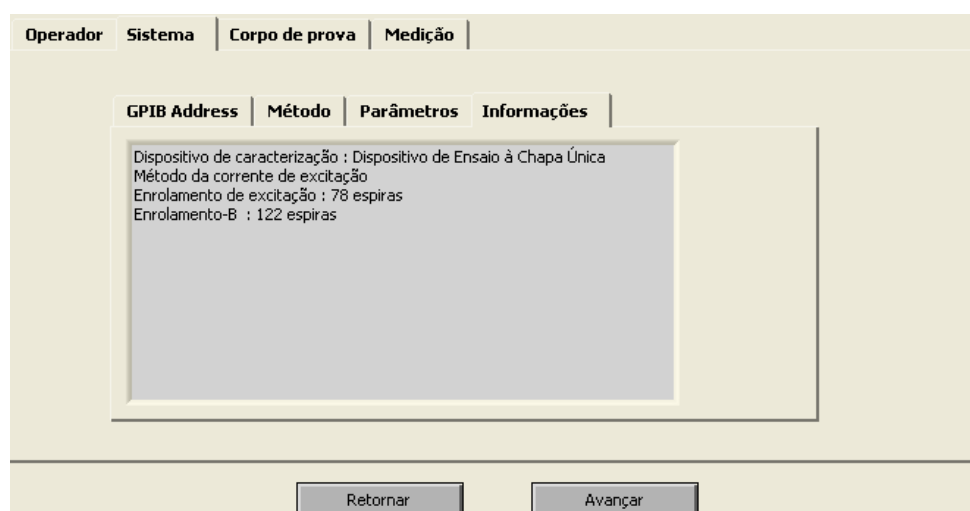 Operador Sistema Corpo de prova Medição
GPIB Address Método Parâmetros Informações
Dispositivo de caracterização : Dispositivo de Ensaio à Chapa Única
Método da corrente de excitação
Enrolamento de excitação : 78 espiras
Enrolamento-B : 122 espiras
Retornar Avançar